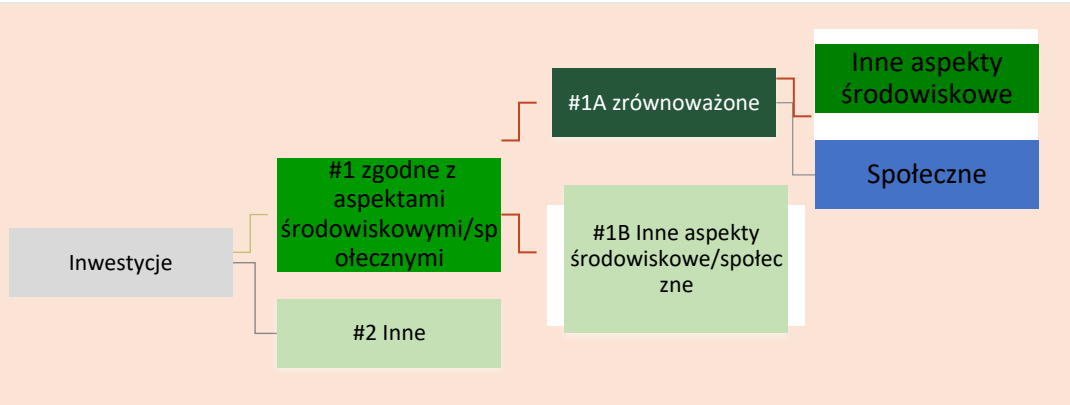 Inwestycje
#1 zgodne z
aspektami
środowiskowymi/sp
ołecznymi
#2 Inne
#1A zrównoważone
#1B Inne aspekty
środowiskowe/społec
zne
Inne aspekty
środowiskowe
Społeczne